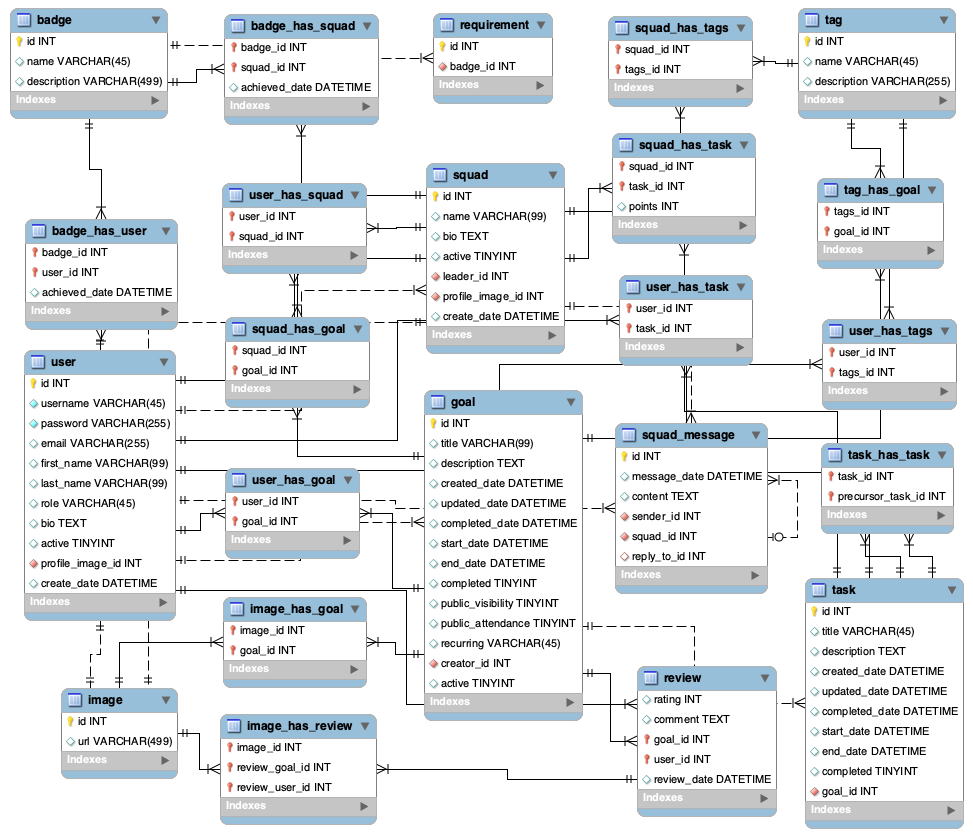 badge
id INT
name VARCHAR(45)
description VARCHAR(499)
Indexes
badge_has_squad
badge_id INT
squad_id INT
achieved_date DATETIME
Indexes
requirement
id INT
badge_id INT
Indexes
squad_has_tags
squad_id INT
tags_id INT
Indexes
tag
id INT
name VARCHAR(45)
description VARCHAR(255)
Indexes
badge_has_user
badge_id INT
user_id INT
achieved_date DATETIME
Indexes
user_has_squad
user_id INT
squad_id INT
Indexes
squad
id INT
name VARCHAR(99)
bio TEXT
active TINYINT
leader_id INT
profile_image_id INT
create_date DATETIME
Indexes
squad_has_task
squad_id INT
task_id INT
points INT
Indexes
tag_has_goal
tags_id INT
goal_id INT
Indexes
squad_has_goal
squad_id INT
goal_id INT
Indexes
user_has_task
user_id INT
task_id INT
Indexes
user_has_tags
user_id INT
tags_id INT
Indexes
user
id INT
username VARCHAR(45)
password VARCHAR(255)
email VARCHAR(255)
first_name VARCHAR(99)
last_name VARCHAR(99)
role VARCHAR(45)
bio TEXT
active TINYINT
profile_image_id INT
create_date DATETIME
Indexes
user_has_goal
user_id INT
goal_id INT
Indexes
goal
id INT
title VARCHAR(99)
description TEXT
created_date DATETIME
updated_date DATETIME
completed_date DATETIME
start_date DATETIME
end_date DATETIME
completed TINYINT
public_visibility TINYINT
public_attendance TINYINT
recurring VARCHAR(45)
creator_id INT
active TINYINT
Indexes
squad_message
id INT
message_date DATETIME
content TEXT
sender_id INT
squad_id INT
reply_to_id INT
Indexes
task_has_task
task_id INT
precursor_task_id INT
Indexes
image_has_goal
image_id INT
goal_id INT
Indexes
image
id INT
url VARCHAR(499)
Indexes
image_has_review
image_id INT
review_goal_id INT
review_user_id INT
Indexes
review
rating INT
comment TEXT
goal_id INT
user_id INT
review_date DATETIME
Indexes
task
id INT
title VARCHAR(45)
description TEXT
created_date DATETIME
updated_date DATETIME
completed_date DATETIME
start_date DATETIME
end_date DATETIME
completed TINYINT
goal_id INT
Indexes